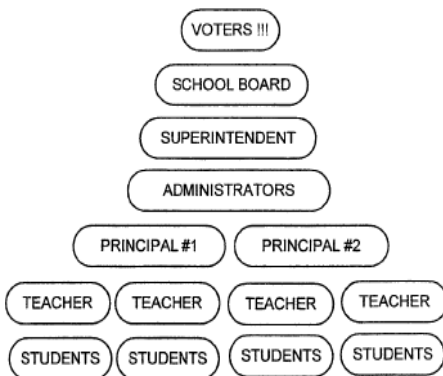 VOTERS !!!
SCHOOL BOARD
SUPERINTENDENT
ADMINISTRATORS
PRINCIPAL #1 PRINCIPAL #2
TEACHER TEACHER TEACHER TEACHER
STUDENTS STUDENTS STUDENTS STUDENTS